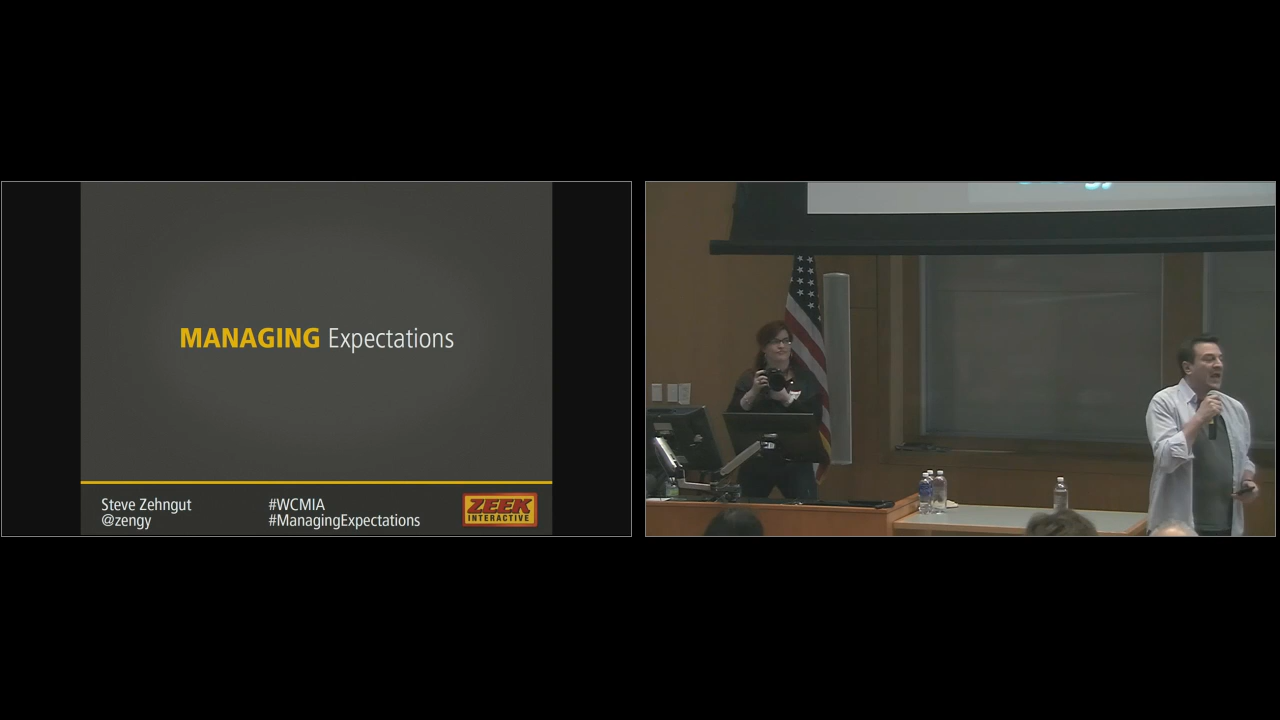 MANAGING Expectations
Steve Zehngut
@zengy
#WCMIA
#ManagingExpectations
ZEEK
INTERACTIVE